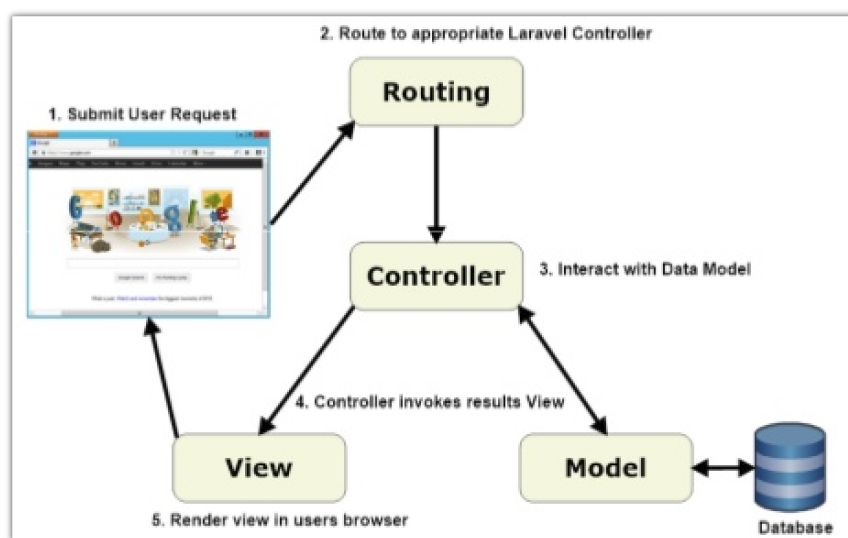 2. Route to appropriate Laravel Controller
Routing
1. Submit User Request
Google
Controller
3. Interact with Data Model
4. Controller invokes results View
View
Model
5. Render view in users browser
Database